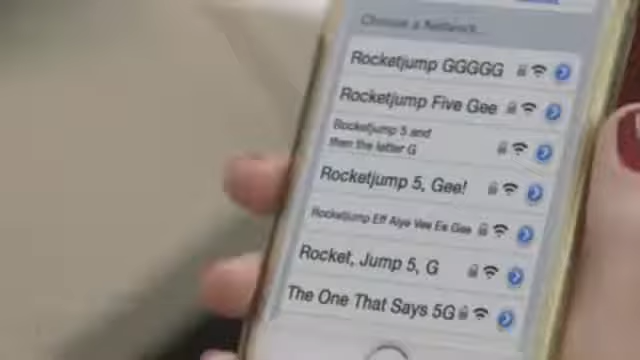 Choose a Network...
Rocketjump GGGGG
Rocketjump Five Gee
Rocketjump 5 and
then the letter G
Rocketjump 5, Gee!
Rocketjump Eff Aiye Vee Ee Gee
Rocket, Jump 5, G
The One That Says 5G